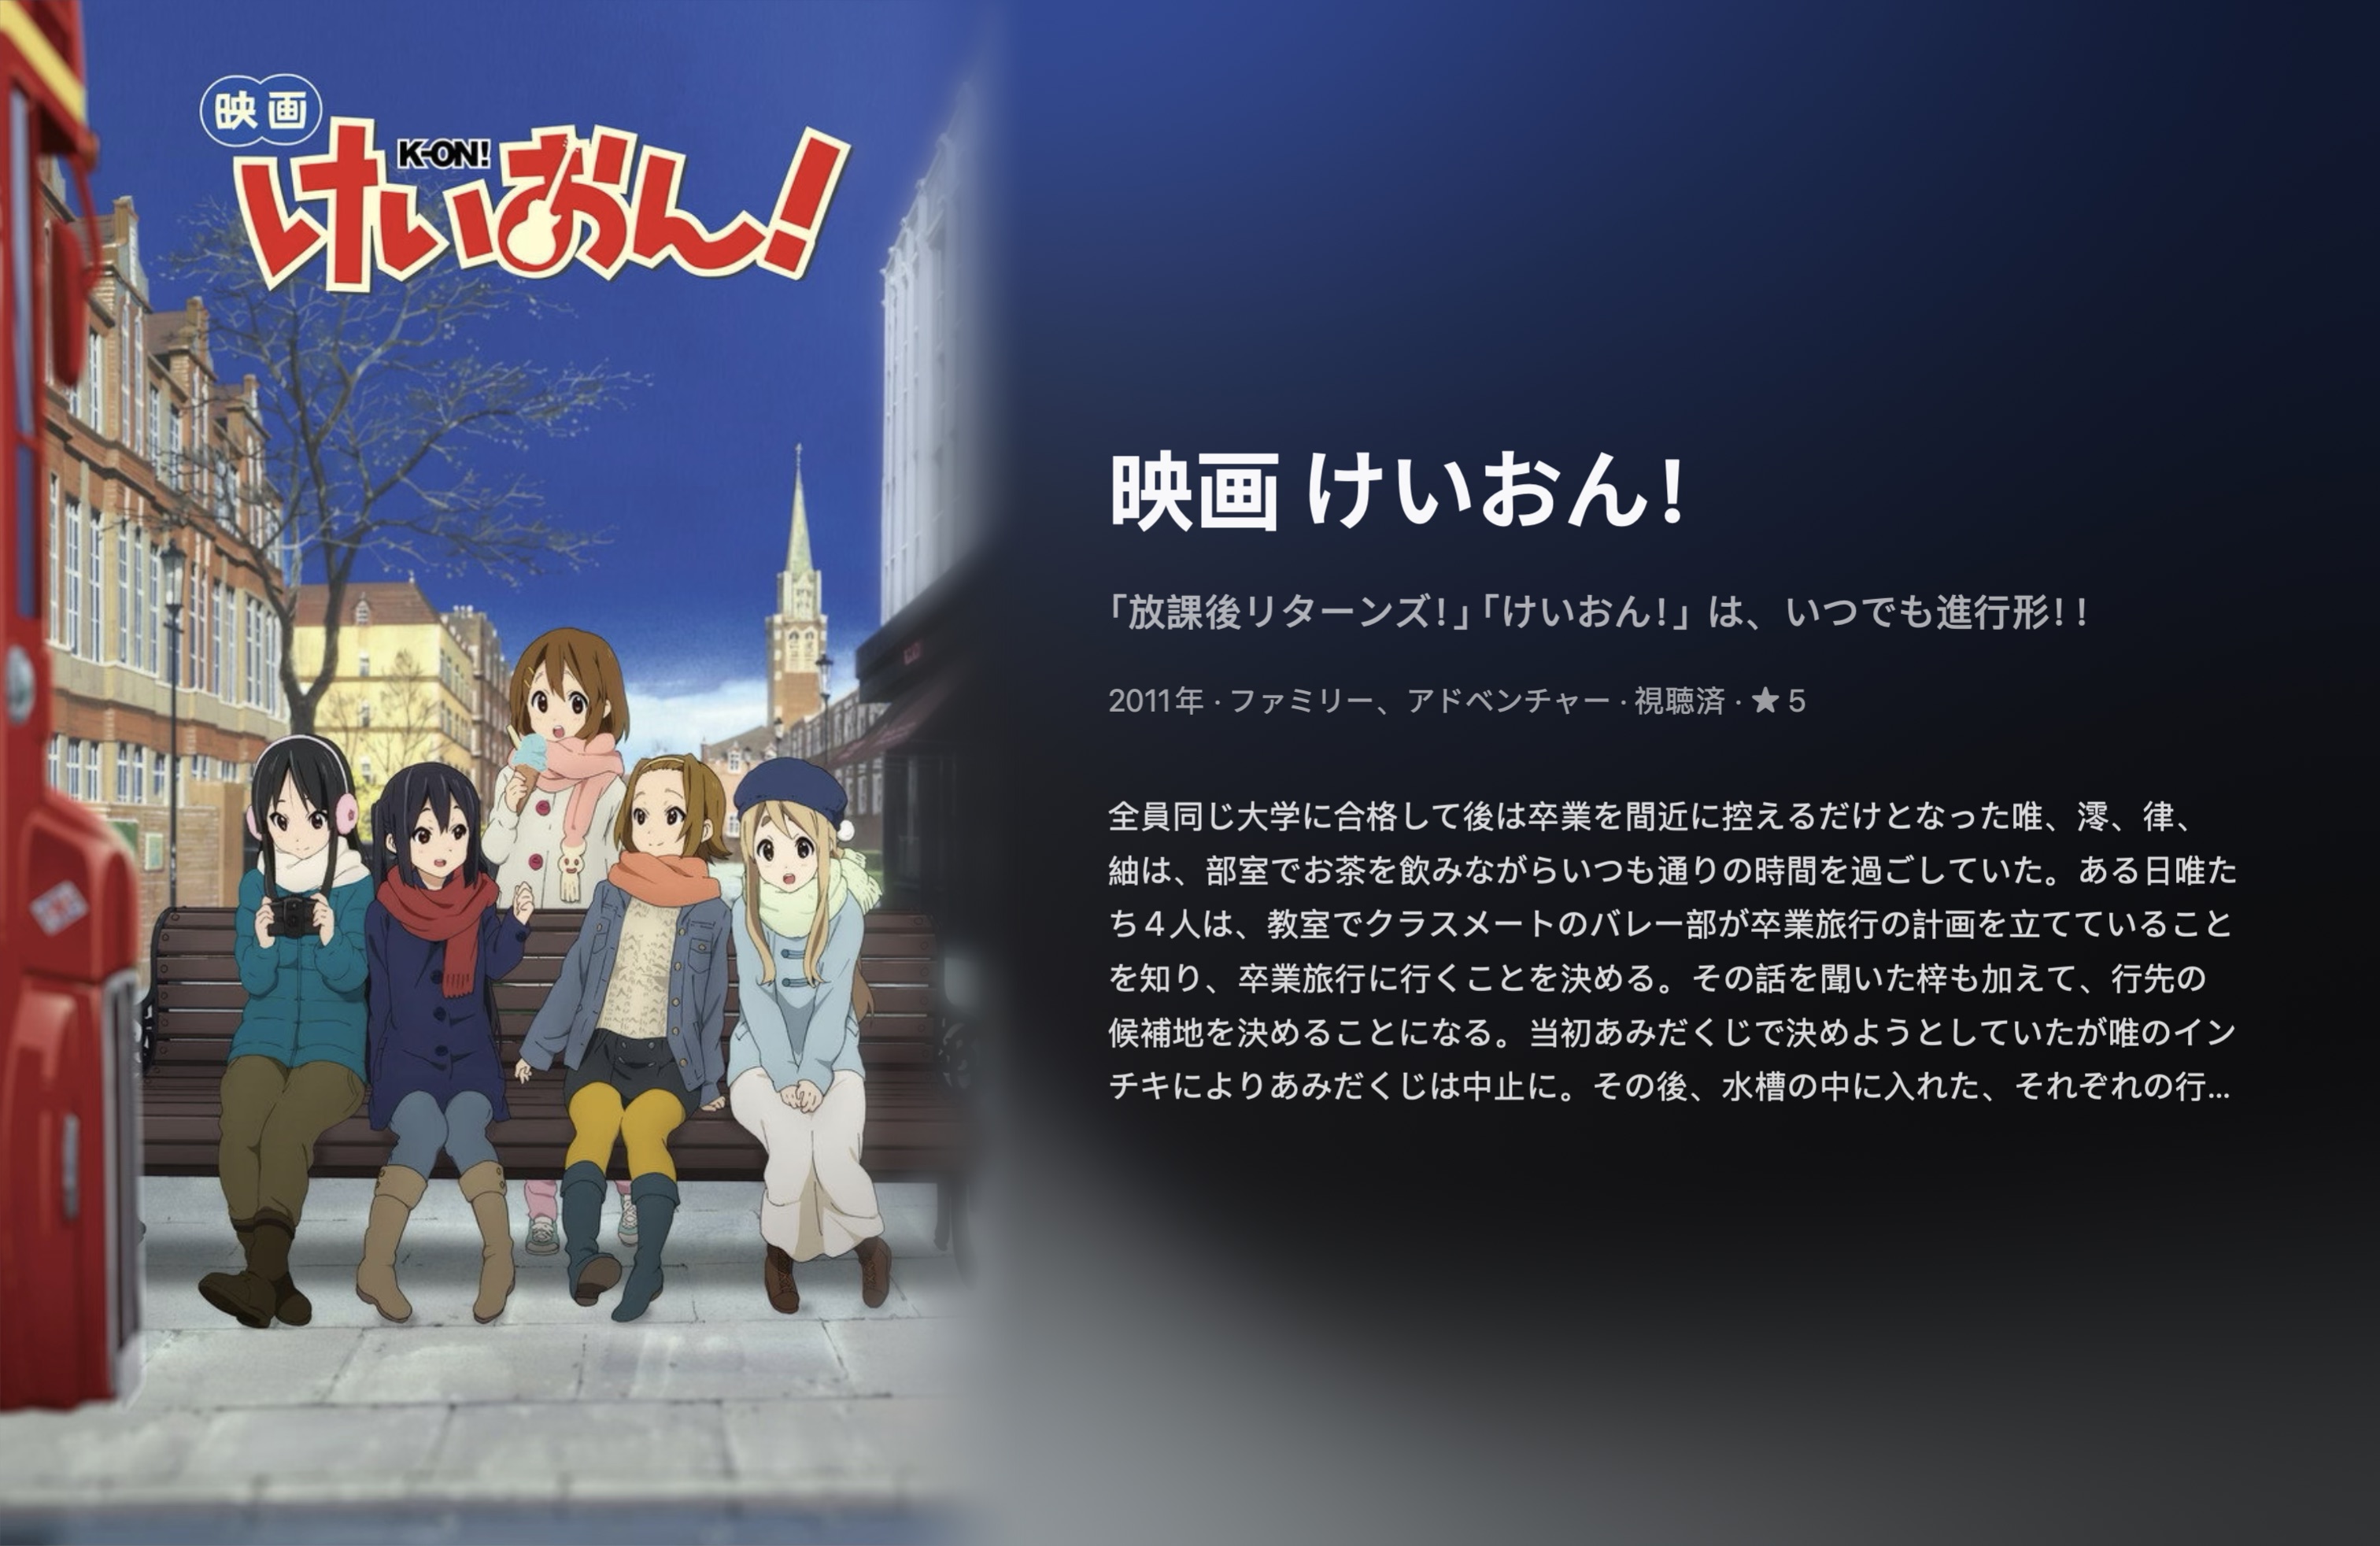 映画
K-ON!
けいおん!
映画 けいおん!
「放課後リターンズ!」「けいおん!」は、いつでも進行形!!
2011年 · ファミリー、アドベンチャー · 視聴済 · ★ 5
全員同じ大学に合格して後は卒業を間近に控えるだけとなった唯、澪、律、
紬は、部室でお茶を飲みながらいつも通りの時間を過ごしていた。ある日唯た
ち４人は、教室でクラスメートのバレー部が卒業旅行の計画を立てていること
を知り、卒業旅行に行くことを決める。その話を聞いた梓も加えて、行先の
候補地を決めることになる。当初あみだくじで決めようとしていたが唯のイン
チキによりあみだくじは中止に。その後、水槽の中に入れた、それぞれの行...